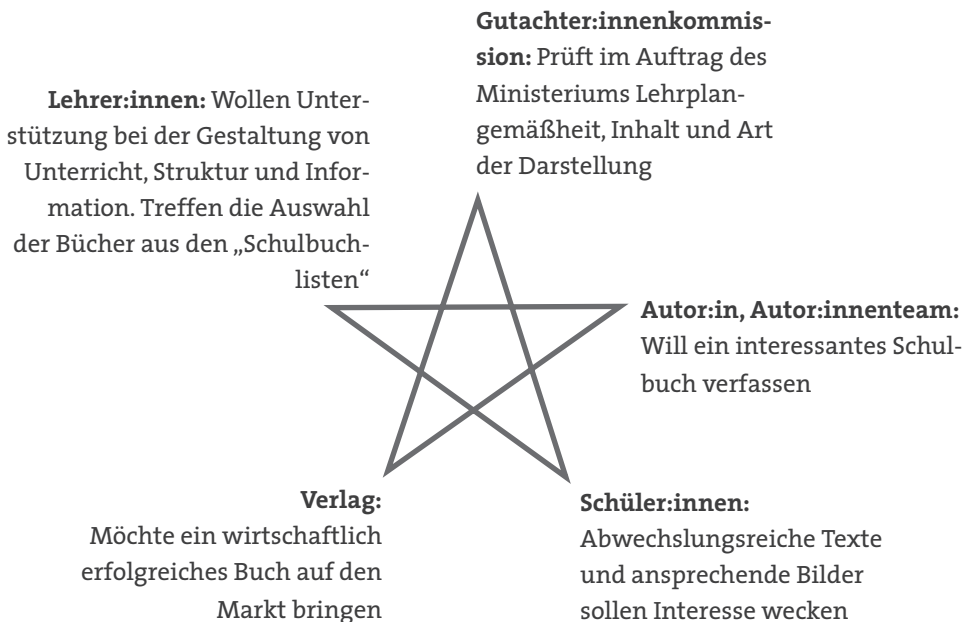 Gutachter:innenkommis-
sion: Prüft im Auftrag des
Ministeriums Lehrplan-
gemäßheit, Inhalt und Art
der Darstellung
Lehrer:innen: Wollen Unter-
stützung bei der Gestaltung von
Unterricht, Struktur und Infor-
mation. Treffen die Auswahl
der Bücher aus den „Schulbuch-
listen“
Autor:in, Autor:innenteam:
Will ein interessantes Schul-
buch verfassen
Verlag:
Möchte ein wirtschaftlich
erfolgreiches Buch auf den
Markt bringen
Schüler:innen:
Abwechslungsreiche Texte
und ansprechende Bilder
sollen Interesse wecken